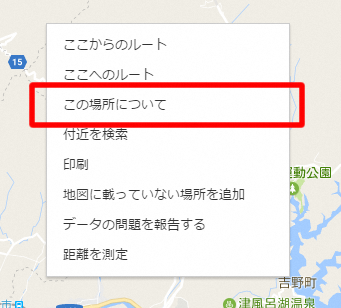 ここからのルート
15
ここへのルート
この場所について
付近を検索
印刷
運動公園
地図に載っていない場所を追加
データの問題を報告する
距離を測定
吉野町
津風呂湖温泉